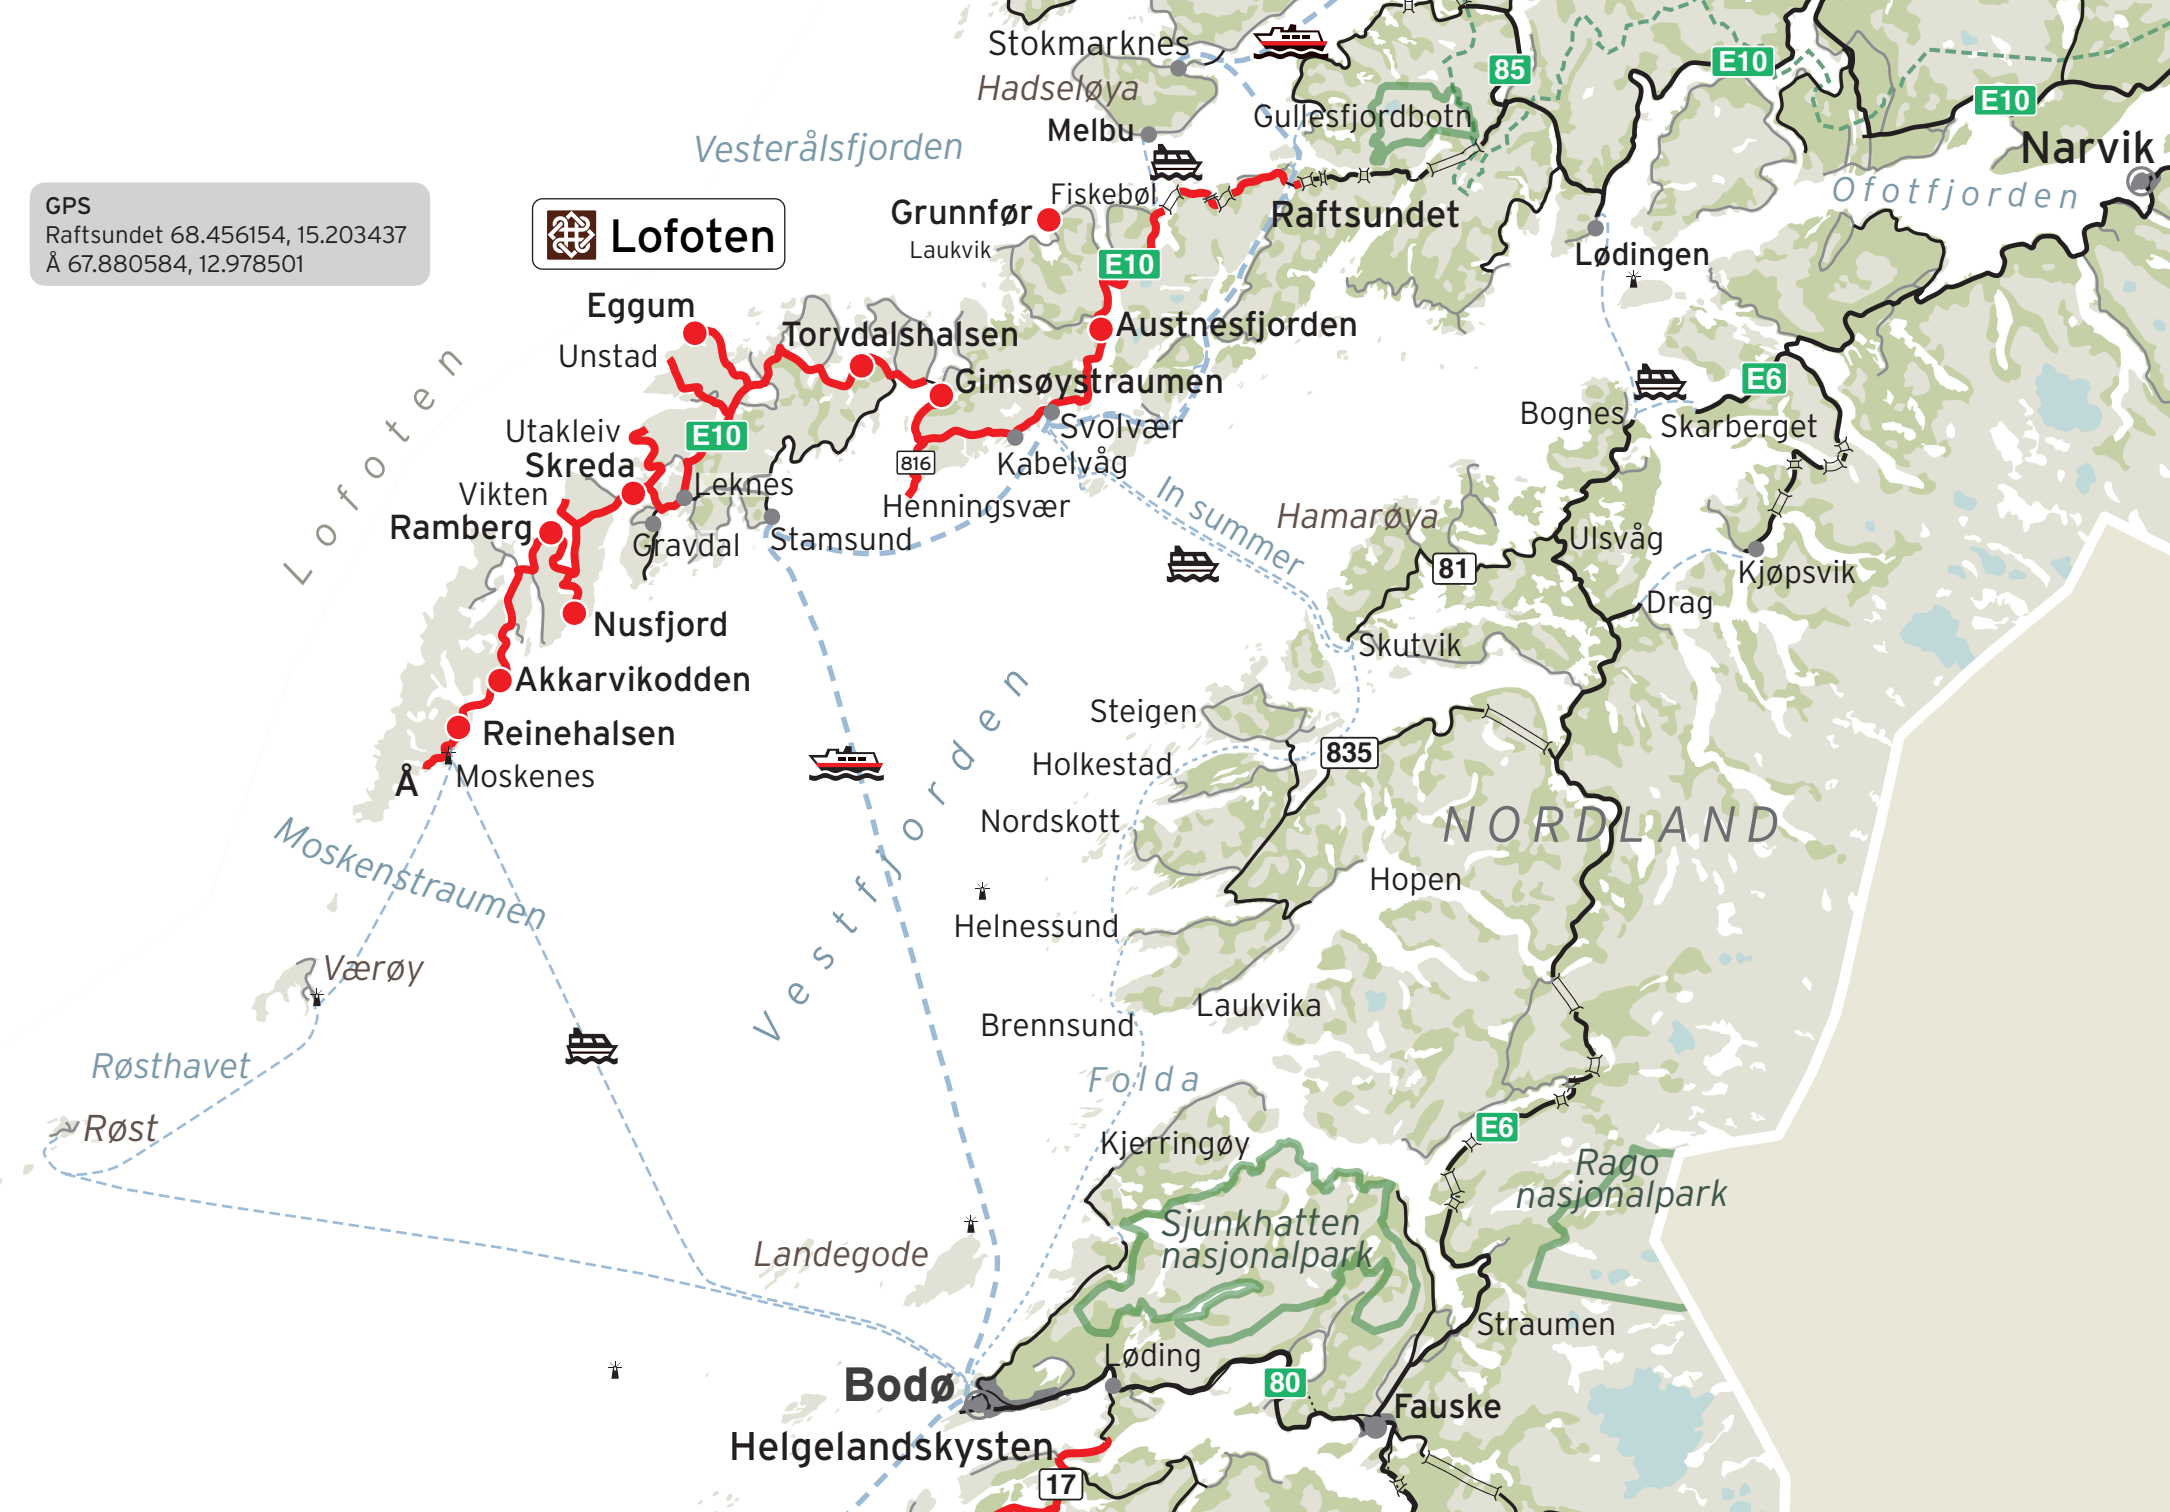 Stokmarknes
Hadseløya
Melbu
Vesterålsfjorden
85
E10
E10
Gullesfjordbotn
Narvik
Ofotfjorden
GPS
Raftsundet 68.456154, 15.203437
Å 67.880584, 12.978501
Lofoten
Grunnfør
Fiskebøl
Laukvik
Raftsundet
E10
Lødingen
Eggum
Unstad
Torvdalshalsen
Austnesfjorden
Gimsøystraumen
E6
Bognes
Skarberget
Lofoten
Utakleiv
E10
Skreda
Svolvær
Kabelvåg
816
Henningsvær
Vikten
Leknes
Ramberg
Gravdal
Stamsund
In summer
Hamarøya
Ulsvåg
81
Kjøpsvik
Drag
Nusfjord
Skutvik
Akkarvikodden
Reinehalsen
Å
Moskenes
Steigen
Holkestad
835
Vestfjorden
Nordskott
NORDLAND
Hopen
Moskenstraumen
Helnessund
Værøy
Laukvika
Brennsund
Røsthavet
Folda
Røst
Kjerringøy
E6
Rago
nasjonalpark
Sjunkhatten
nasjonalpark
Landegode
Straumen
Løding
Bodø
80
Fauske
Helgelandskysten
17